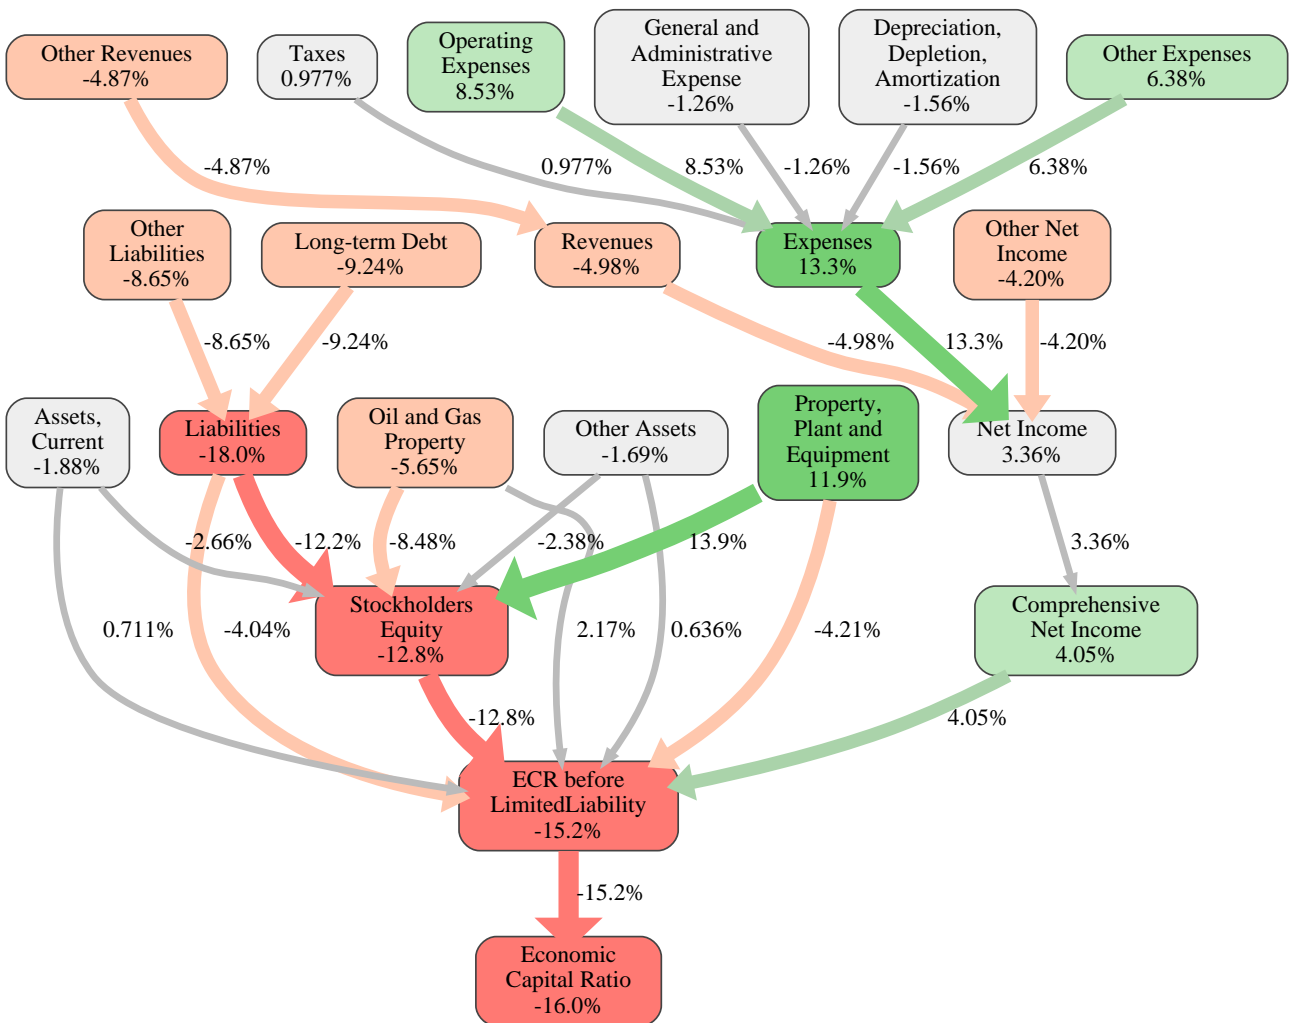 Other Revenues
-4.87%
Taxes
0.977%
Operating
Expenses
8.53%
General and
Administrative
Expense
-1.26%
Depreciation,
Depletion,
Amortization
-1.56%
Other Expenses
6.38%
-4.87%
0.977%
8.53%
-1.26%
-1.56%
6.38%
Other
Liabilities
-8.65%
Long-term Debt
-9.24%
Revenues
-4.98%
Expenses
13.3%
Other Net
Income
-4.20%
-8.65%
-9.24%
-4.98%
13.3%
-4.20%
Assets,
Current
-1.88%
Liabilities
-18.0%
Oil and Gas
Property
-5.65%
Other Assets
-1.69%
Property,
Plant and
Equipment
11.9%
Net Income
3.36%
-2.66%
-12.2%
-8.48%
-2.38%
13.9%
3.36%
Stockholders
Equity
-12.8%
Comprehensive
Net Income
4.05%
0.711%
-4.04%
2.17%
0.636%
-4.21%
-12.8%
4.05%
ECR before
LimitedLiability
-15.2%
-15.2%
Economic
Capital Ratio
-16.0%